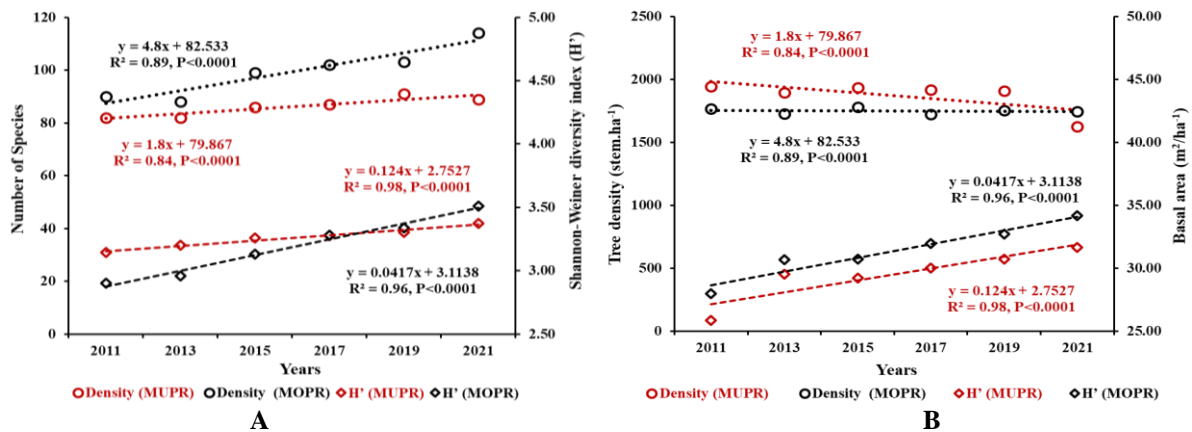 120
100
80
60
40
20
0
Number of Species
5.00
4.50
4.00
3.50
3.00
2.50
Shannon-Weiner diversity index (H')
y = 4.8x + 82.533
R² = 0.89, P<0.0001
y = 1.8x + 79.867
R² = 0.84, P<0.0001
y = 0.124x + 2.7527
R² = 0.98, P<0.0001
y = 0.0417x + 3.1138
R² = 0.96, P<0.0001
2011 2013 2015 2017 2019 2021
Years
Density (MUPR) Density (MOPR) H' (MUPR) H' (MOPR)
A
2500
2000
1500
1000
500
0
Tree density (stem.ha⁻¹)
50.00
45.00
40.00
35.00
30.00
25.00
Basal area (m²/ha⁻¹)
y = 1.8x + 79.867
R² = 0.84, P<0.0001
y = 4.8x + 82.533
R² = 0.89, P<0.0001
y = 0.0417x + 3.1138
R² = 0.96, P<0.0001
y = 0.124x + 2.7527
R² = 0.98, P<0.0001
2011 2013 2015 2017 2019 2021
Years
Density (MUPR) Density (MOPR) H' (MUPR) H' (MOPR)
B